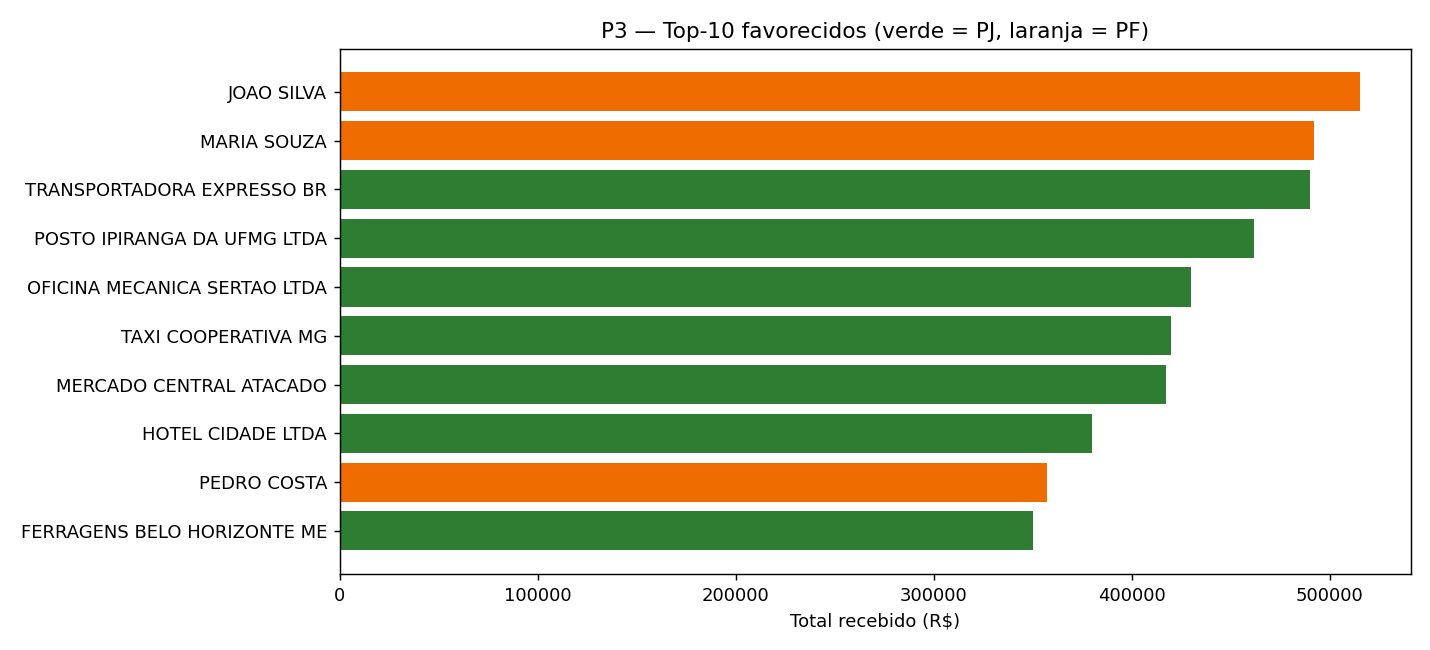 P3 — Top-10 favorecidos (verde = PJ, laranja = PF)
JOAO SILVA
MARIA SOUZA
TRANSPORTADORA EXPRESSO BR
POSTO IPIRANGA DA UFMG LTDA
OFICINA MECANICA SERTAO LTDA
TAXI COOPERATIVA MG
MERCADO CENTRAL ATACADO
HOTEL CIDADE LTDA
PEDRO COSTA
FERRAGENS BELO HORIZONTE ME
0 100000 200000 300000 400000 500000
Total recebido (R$)